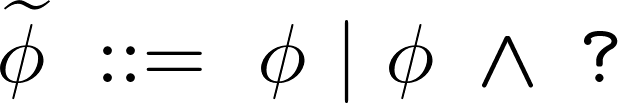 ϕ̃ ::= ϕ | ϕ ∧ ?